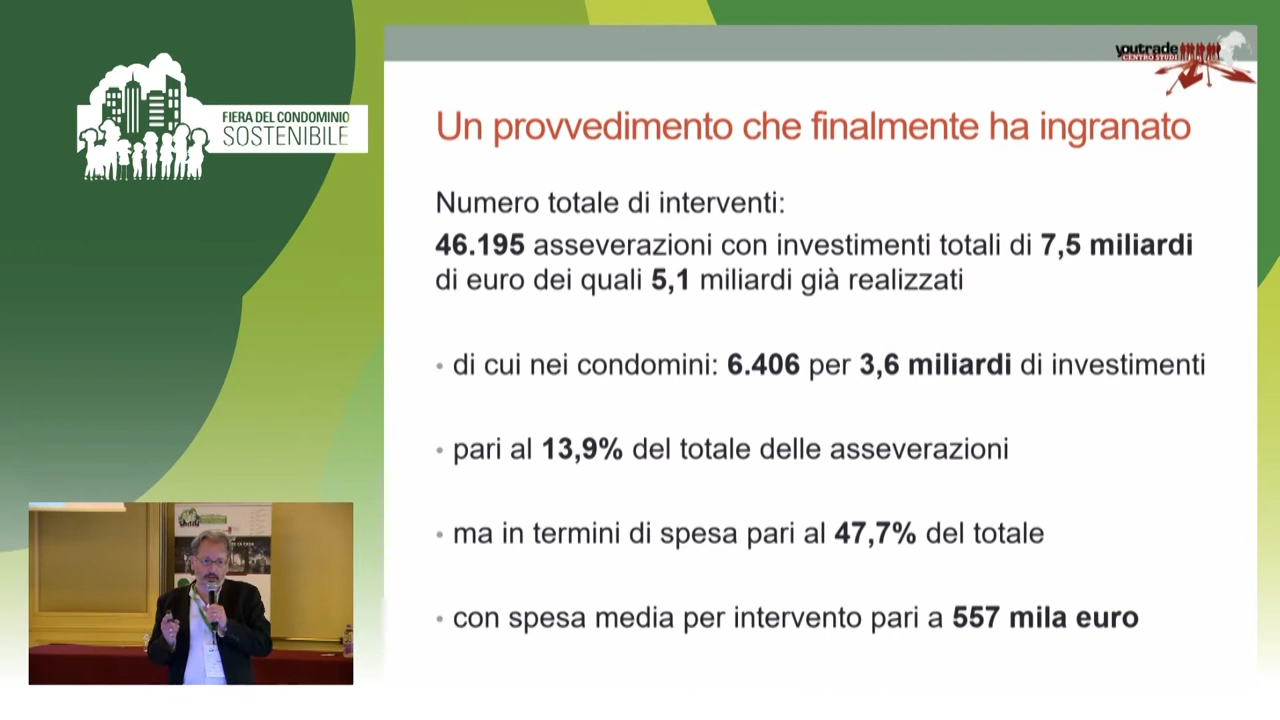 FIERA DEL CONDOMINIO
SOSTENIBILE
youtrade
CENTRO STUDI
Un provvedimento che finalmente ha ingranato
Numero totale di interventi:
46.195 asseverazioni con investimenti totali di 7,5 miliardi
di euro dei quali 5,1 miliardi già realizzati
• di cui nei condomini: 6.406 per 3,6 miliardi di investimenti
• pari al 13,9% del totale delle asseverazioni
• ma in termini di spesa pari al 47,7% del totale
• con spesa media per intervento pari a 557 mila euro